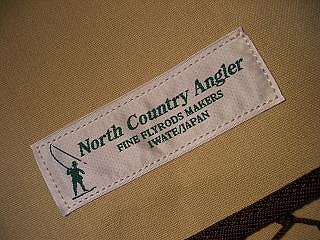 North Country Angler
FINE FLYRODS MAKERS
IWATE/JAPAN